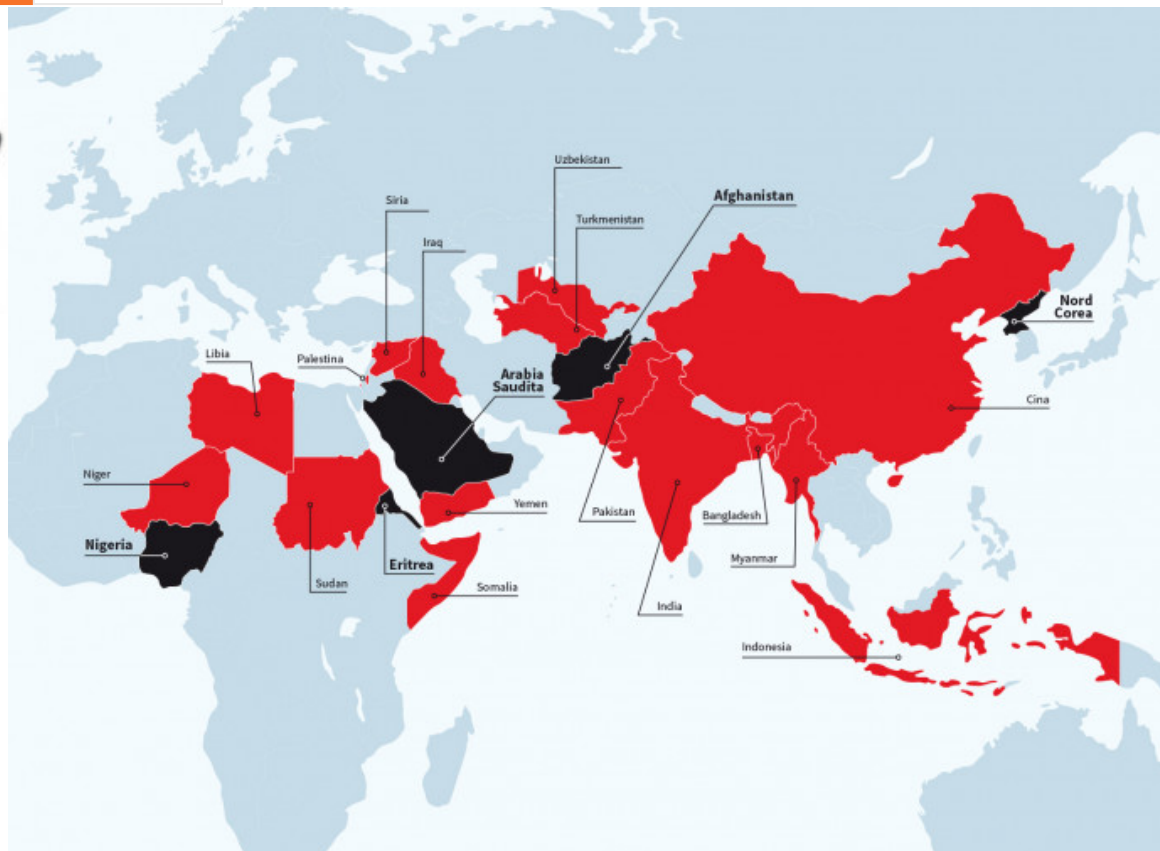 Uzbekistan
Afghanistan
Siria
Turkmenistan
Iraq
Nord
Corea
Libia
Palestina
Arabia
Saudita
Cina
Niger
Yemen
Pakistan
Bangladesh
Nigeria
Myanmar
Eritrea
Sudan
Somalia
India
Indonesia